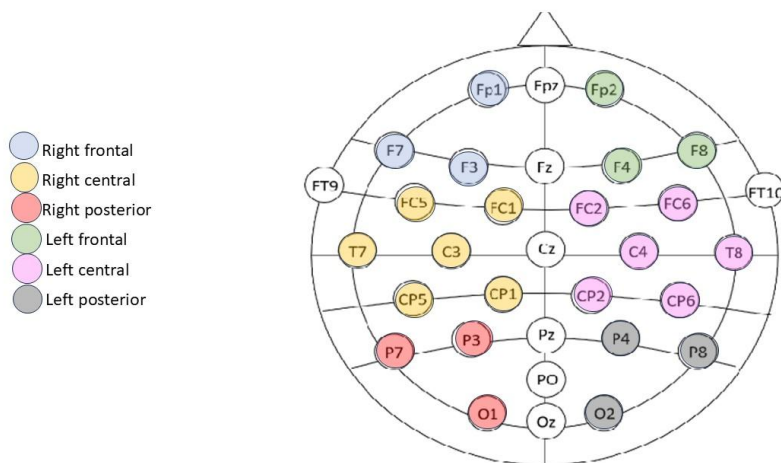 Fp1 Fpz Fp2
Right frontal
Right central
Right posterior
Left frontal
Left central
Left posterior
F7 F3 Fz F4 F8
FT9 FC5 FC1 FC2 FC6 FT10
T7 C3 Cz C4 T8
CP5 CP1 CP2 CP6
P7 P3 Pz P4 P8
PO
O1 Oz O2